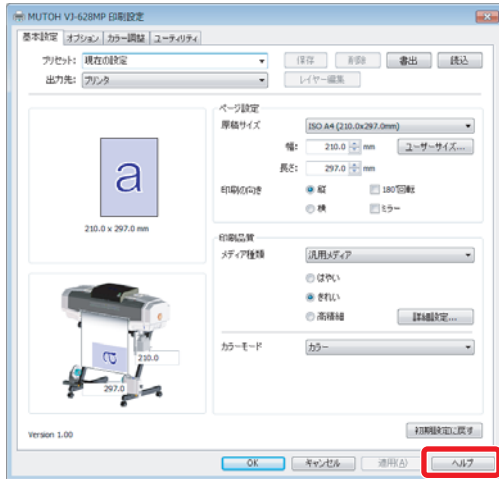 MUTOH VJ-628MP 印刷設定
基本設定 オプション カラー調整 ユーティリティ
プリセット: 現在の設定 保存 削除 書出 読込
出力先: プリンタ レイヤー編集
ページ設定
原稿サイズ ISO A4 (210.0x297.0mm)
幅: 210.0 mm ユーザーサイズ...
長さ: 297.0 mm
印刷の向き 縦 180°回転
横 ミラー
a
210.0 x 297.0 mm
印刷品質
メディア種類 汎用メディア
はやい
きれい
高精細 詳細設定...
カラーモード カラー
a
210.0
297.0
Version 1.00
初期設定に戻す
OK キャンセル 適用(A) ヘルプ